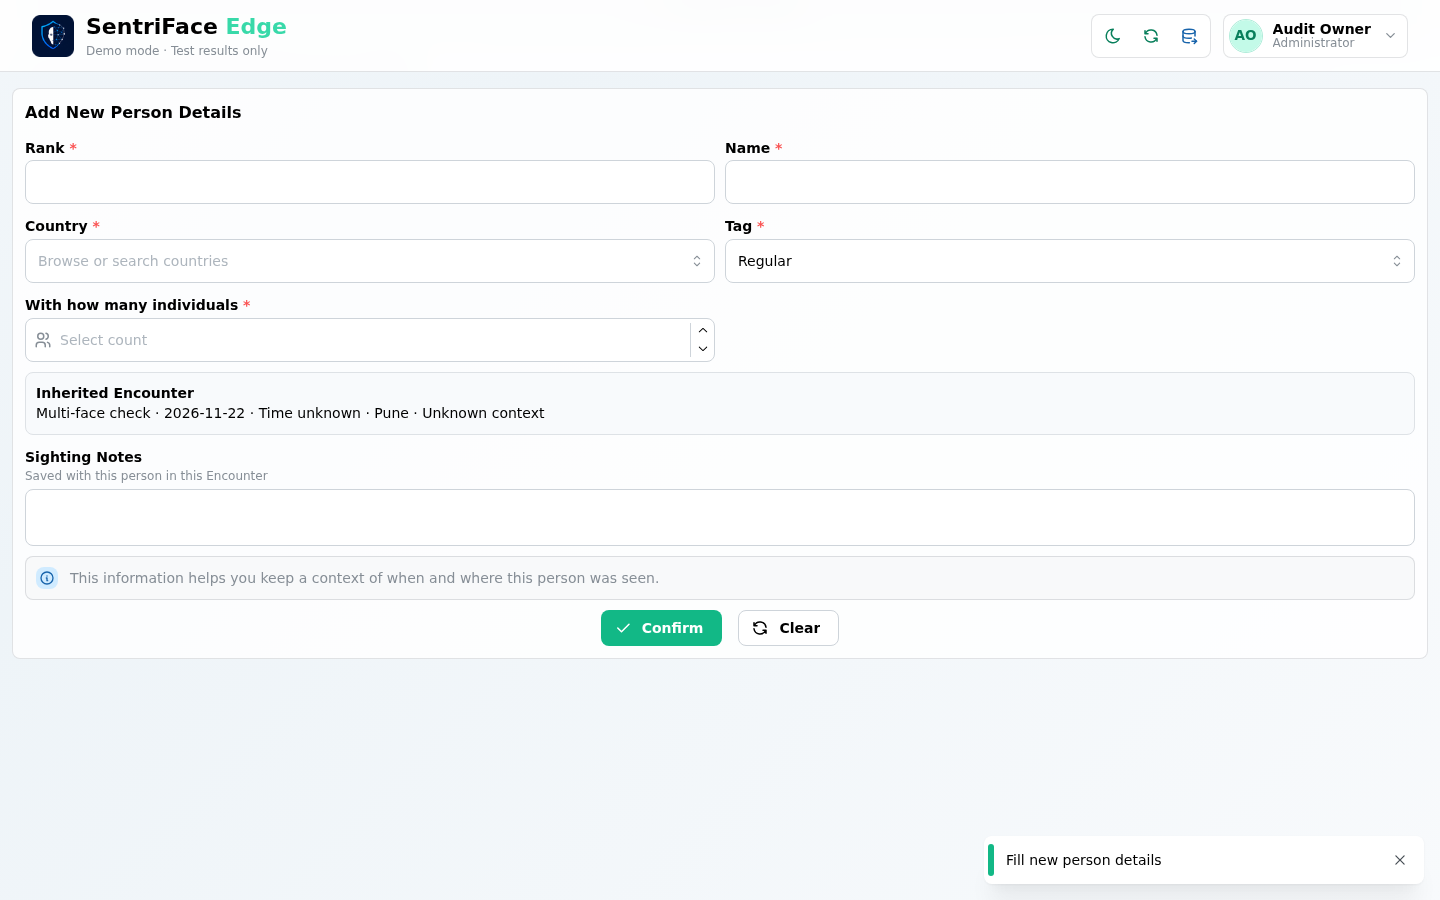 SentriFace Edge
Demo mode · Test results only
AO
Audit Owner
Administrator
Add New Person Details
Rank *
Name *
Country *
Browse or search countries
Tag *
Regular
With how many individuals *
Select count
Inherited Encounter
Multi-face check · 2026-11-22 · Time unknown · Pune · Unknown context
Sighting Notes
Saved with this person in this Encounter
This information helps you keep a context of when and where this person was seen.
Confirm
Clear
Fill new person details